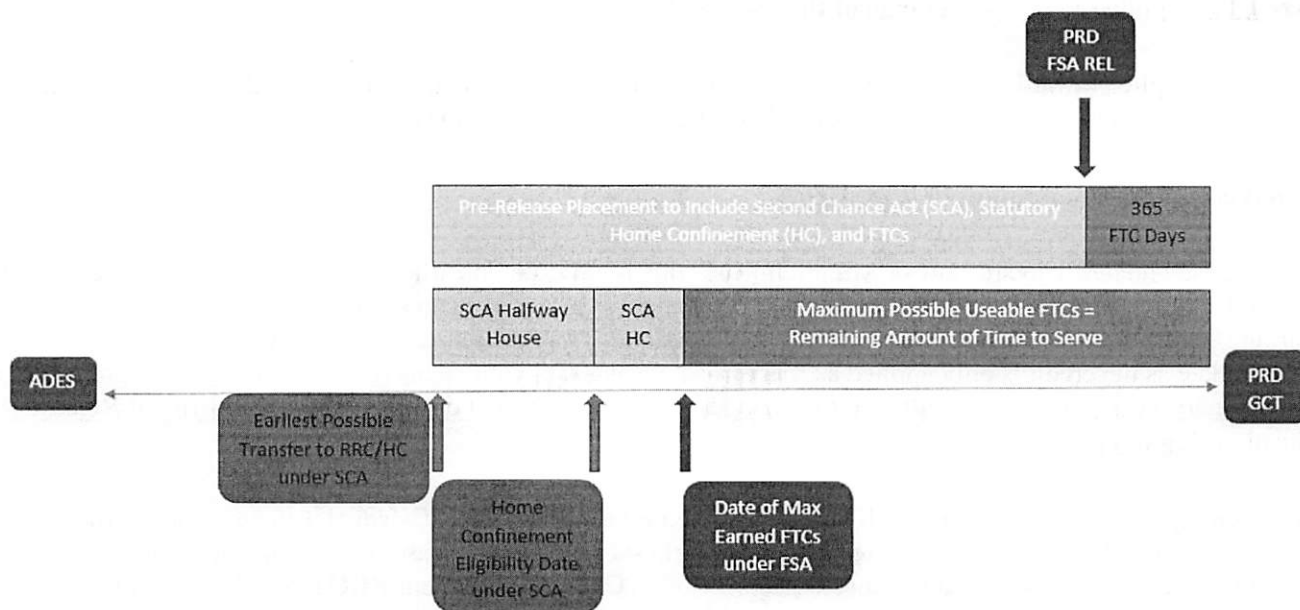 PRD
FSA REL
Pre-Release Placement to Include Second Chance Act (SCA), Statutory
Home Confinement (HC), and FTCs
365
FTC Days
SCA Halfway
House
SCA
HC
Maximum Possible Useable FTCs =
Remaining Amount of Time to Serve
ADES
PRD
GCT
Earliest Possible
Transfer to RRC/HC
under SCA
Home
Confinement
Eligibility Date
under SCA
Date of Max
Earned FTCs
under FSA